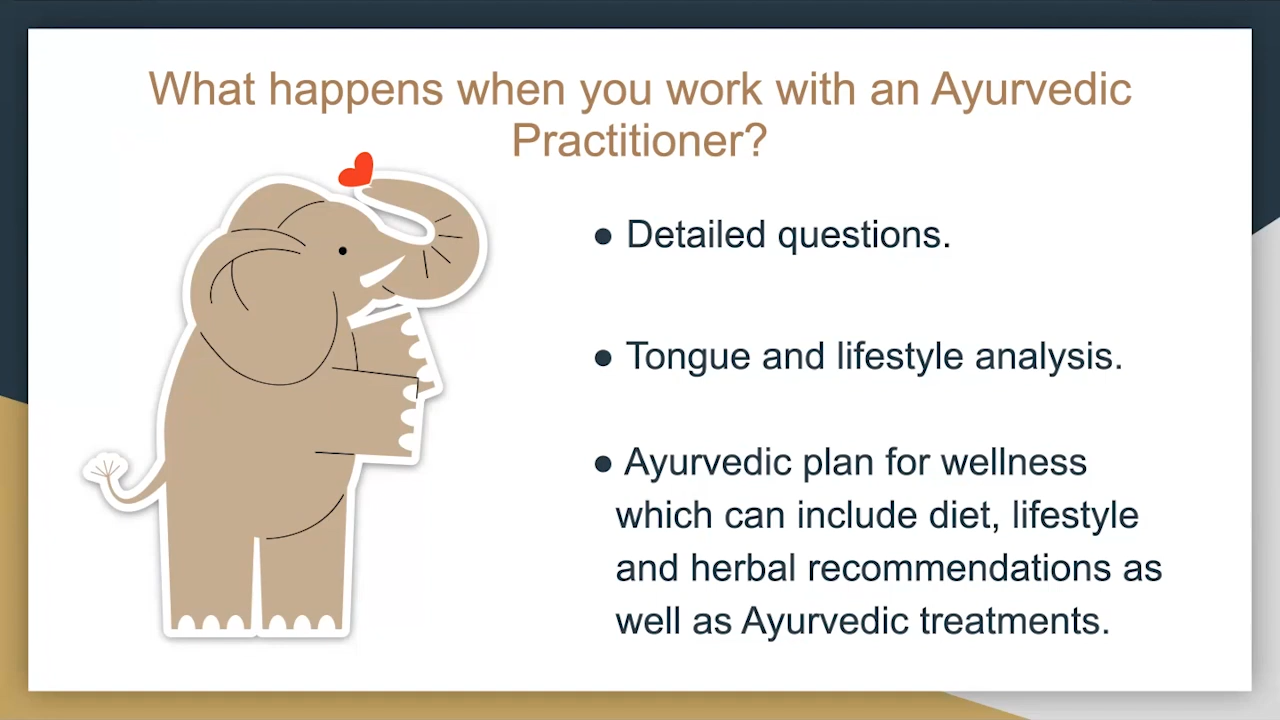 What happens when you work with an Ayurvedic
Practitioner?
● Detailed questions.
● Tongue and lifestyle analysis.
● Ayurvedic plan for wellness
which can include diet, lifestyle
and herbal recommendations as
well as Ayurvedic treatments.